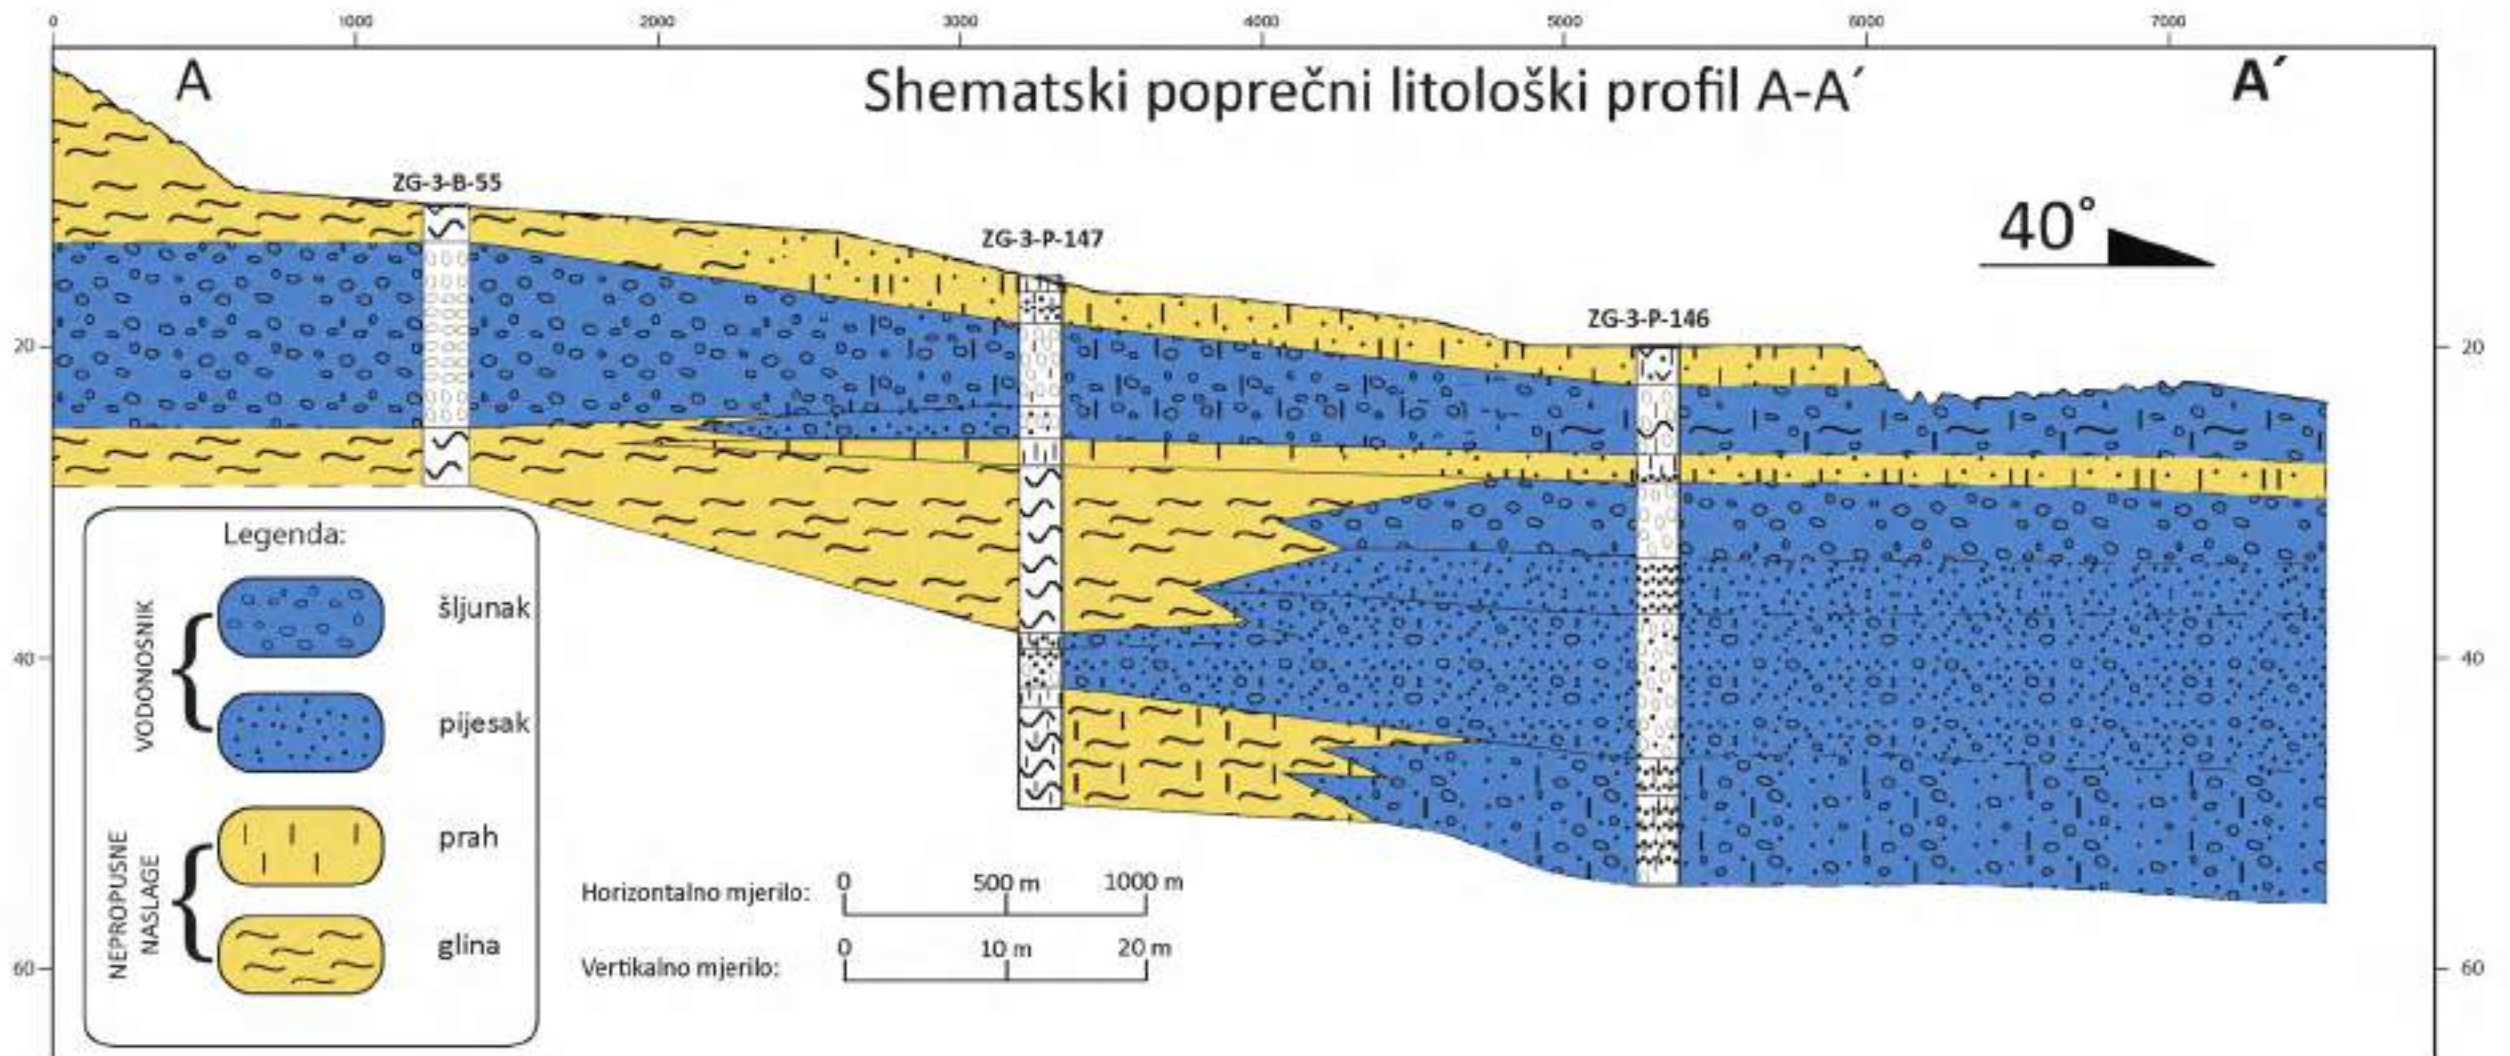 0 1000 2000 3000 4000 5000 6000 7000
A Shematski poprečni litološki profil A-A´ A´
ZG-3-B-55
ZG-3-P-147
40°
ZG-3-P-146
20 20
Legenda:
VODONOSNIK
šljunak
pijesak
40 40
NEPROPUSNE
NASLAGE
prah
glina
Horizontalno mjerilo: 0 500 m 1000 m
Vertikalno mjerilo: 0 10 m 20 m
60 60